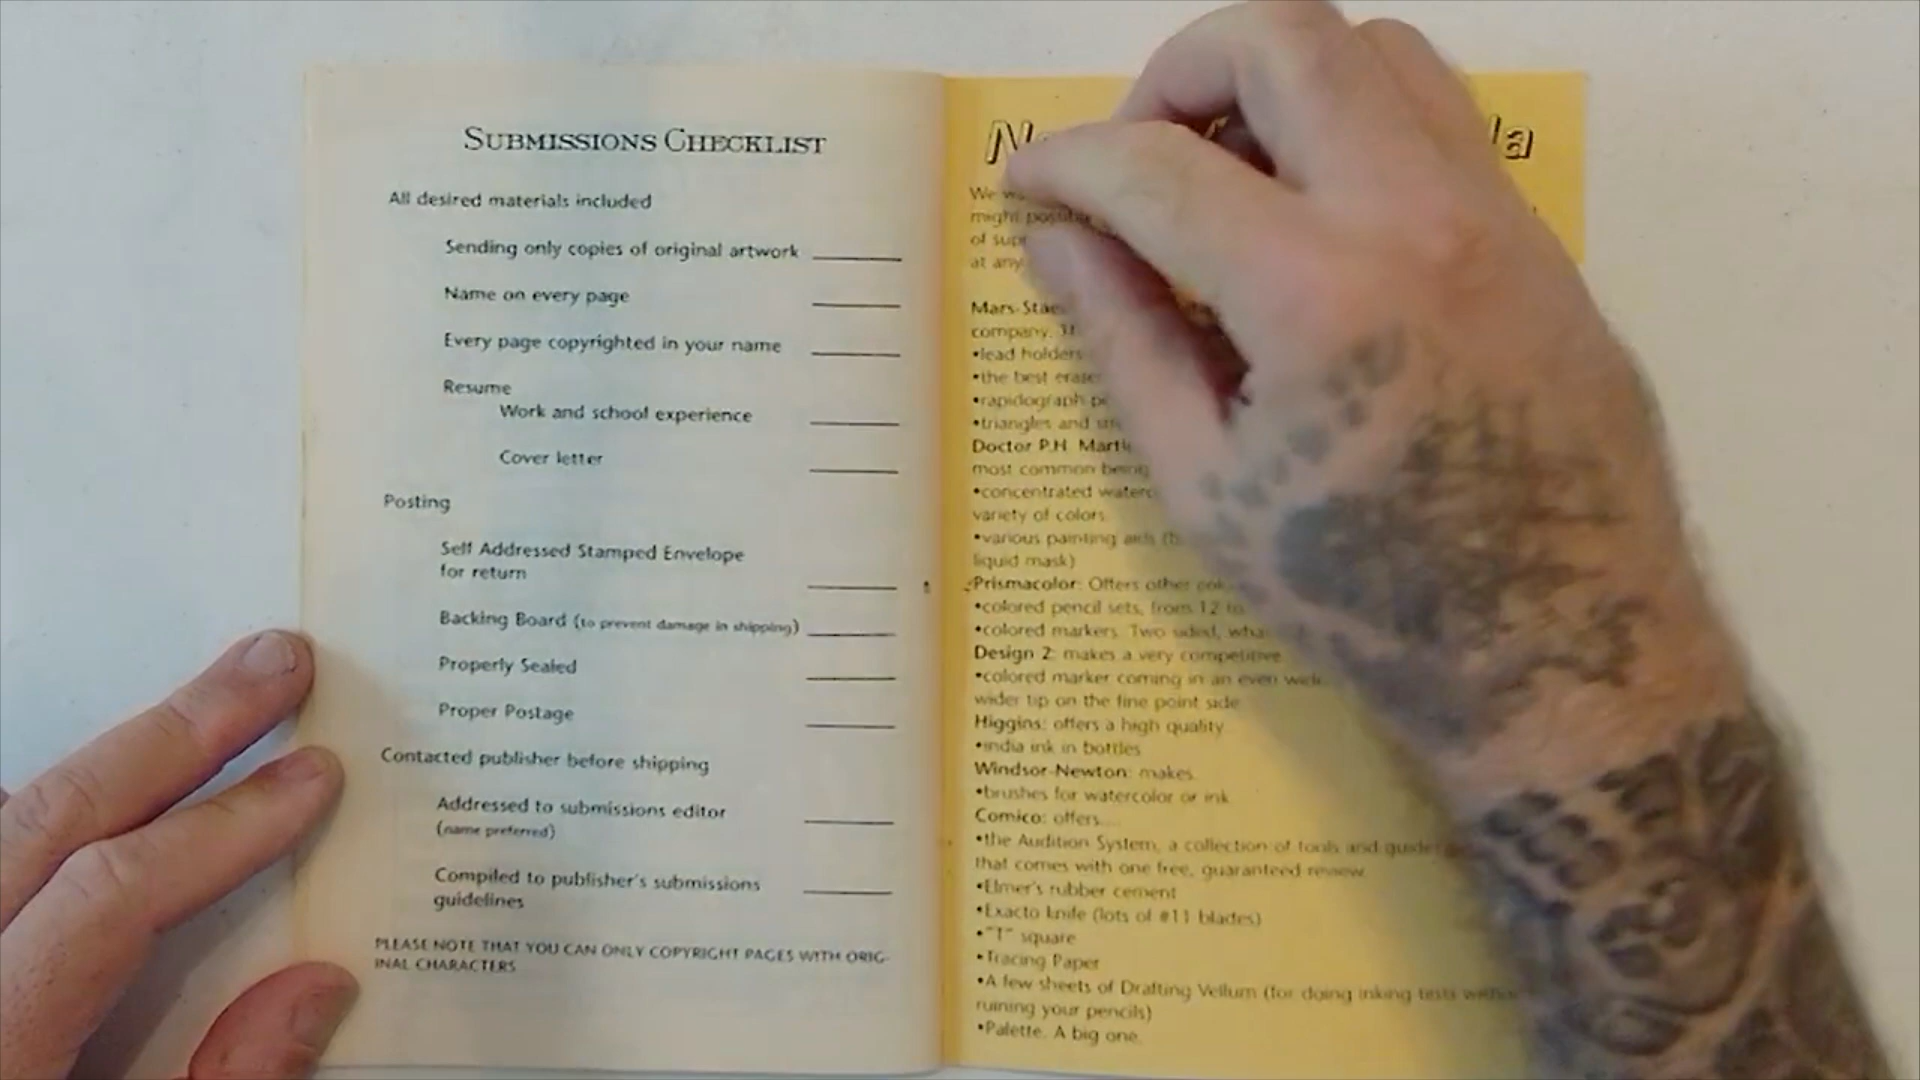 SUBMISSIONS CHECKLIST
All desired materials included
Sending only copies of original artwork
Name on every page
Every page copyrighted in your name
Resume
Work and school experience
Cover letter
Posting
Self Addressed Stamped Envelope
for return
Backing Board (to prevent damage in shipping)
Properly Sealed
Proper Postage
Contacted publisher before shipping
Addressed to submissions editor
(name preferred)
Compiled to publisher's submissions
guidelines
PLEASE NOTE THAT YOU CAN ONLY COPYRIGHT PAGES WITH ORIG-
INAL CHARACTERS
We
might possible
of
at any
company.
•lead holders
•the best
•rapidograph
•triangles and
Doctor P.H.
most common being
•concentrated
variety of colors.
•various painting aids
liquid mask)
Prismacolor: Offers other
•colored pencil sets, from 12 to
•colored markers. Two sided,
Design 2: makes a very competitive
•colored marker coming in an even
wider tip on the fine point side
Higgins: offers a high quality
•india ink in bottles
Windsor-Newton: makes
•brushes for watercolor or ink
Comico: offers....
•the Audition System, a collection of tools and
that comes with one free, guaranteed review.
•Elmer's rubber cement
•Exacto knife (lots of #11 blades)
•"T" square
•Tracing Paper
•A few sheets of Drafting Vellum (for doing inking tests
ruining your pencils)
•Palette. A big one.